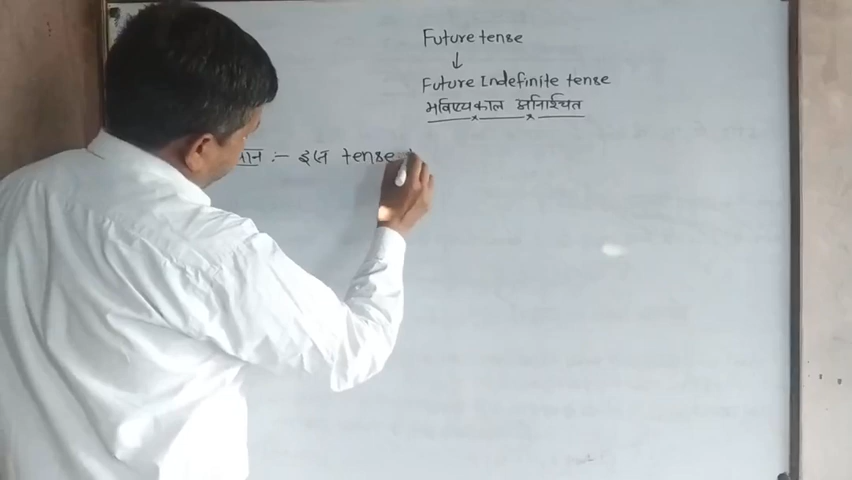 Future tense
↓
Future Indefinite tense
भविष्यकाल अनिश्चित
:- इस tense